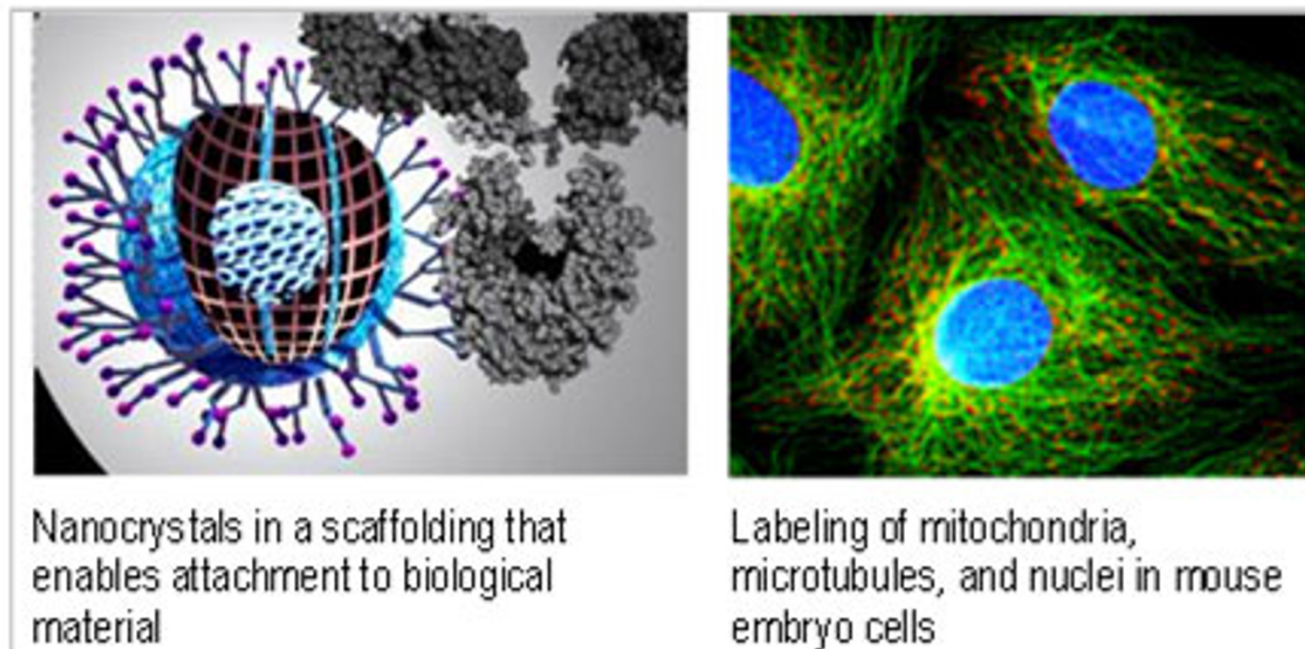 Nanocrystals in a scaffolding that
enables attachment to biological
material
Labeling of mitochondria,
microtubules, and nuclei in mouse
embryo cells